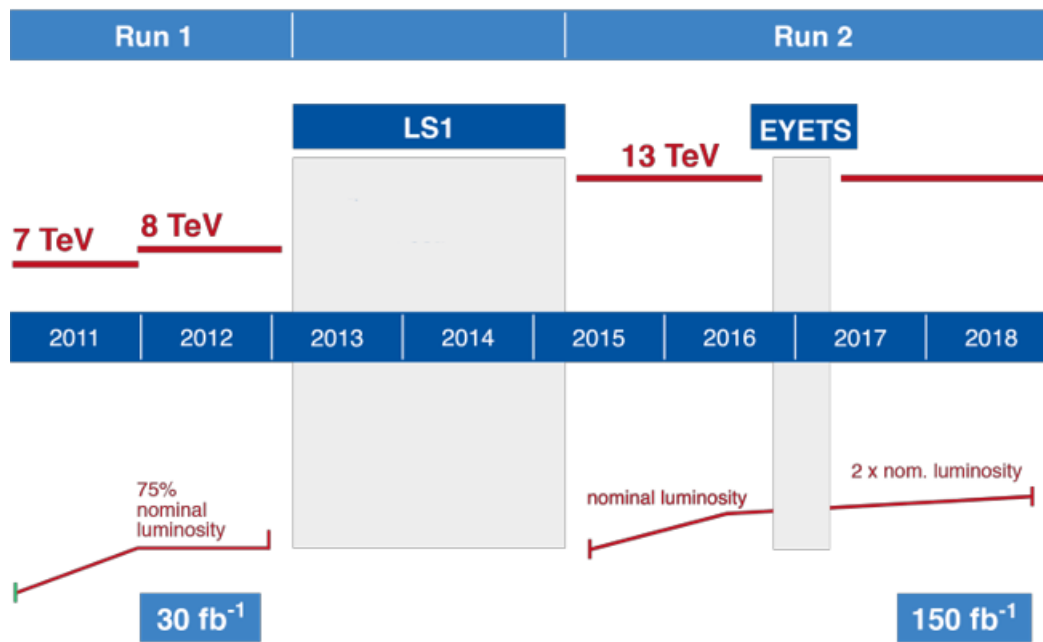 Run 1
Run 2
LS1
EYETS
13 TeV
8 TeV
7 TeV
2011
2012
2013
2014
2015
2016
2017
2018
75%
nominal
luminosity
nominal luminosity
2 x nom. luminosity
30 fb⁻¹
150 fb⁻¹